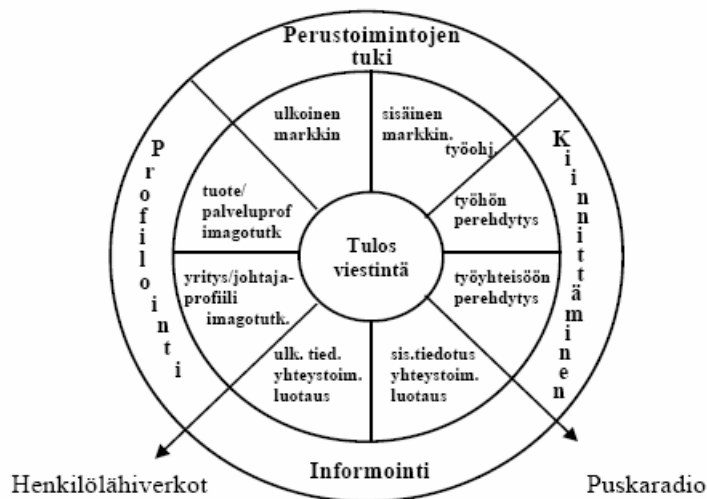 Perustoimintojen
tuki
ulkoinen
markkin
sisäinen
markkin.
työohj.
Profilointi
Kiinnittäminen
tuote/
palveluprof
imagotutk
työhön
perehdytys
Tulos
viestintä
yritys/johtaja-
profiili
imagotutk.
työyhteisöön
perehdytys
ulk. tied.
yhteystoim.
luotaus
sis.tiedotus
yhteystoim.
luotaus
Informointi
Henkilölähiverkot
Puskaradio